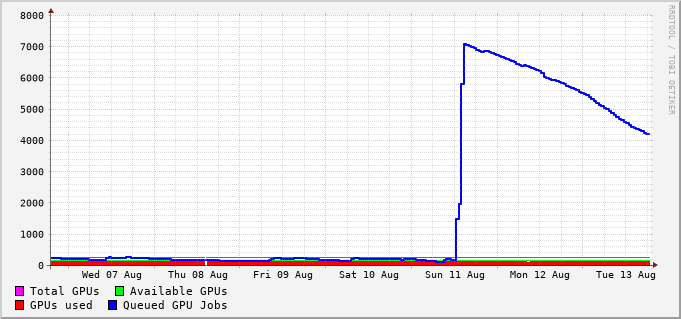 8000
7000
6000
5000
4000
3000
2000
1000
0
Wed 07 Aug Thu 08 Aug Fri 09 Aug Sat 10 Aug Sun 11 Aug Mon 12 Aug Tue 13 Aug
Total GPUs Available GPUs
GPUs used Queued GPU Jobs
RRDTOOL / TOBI OETIKER